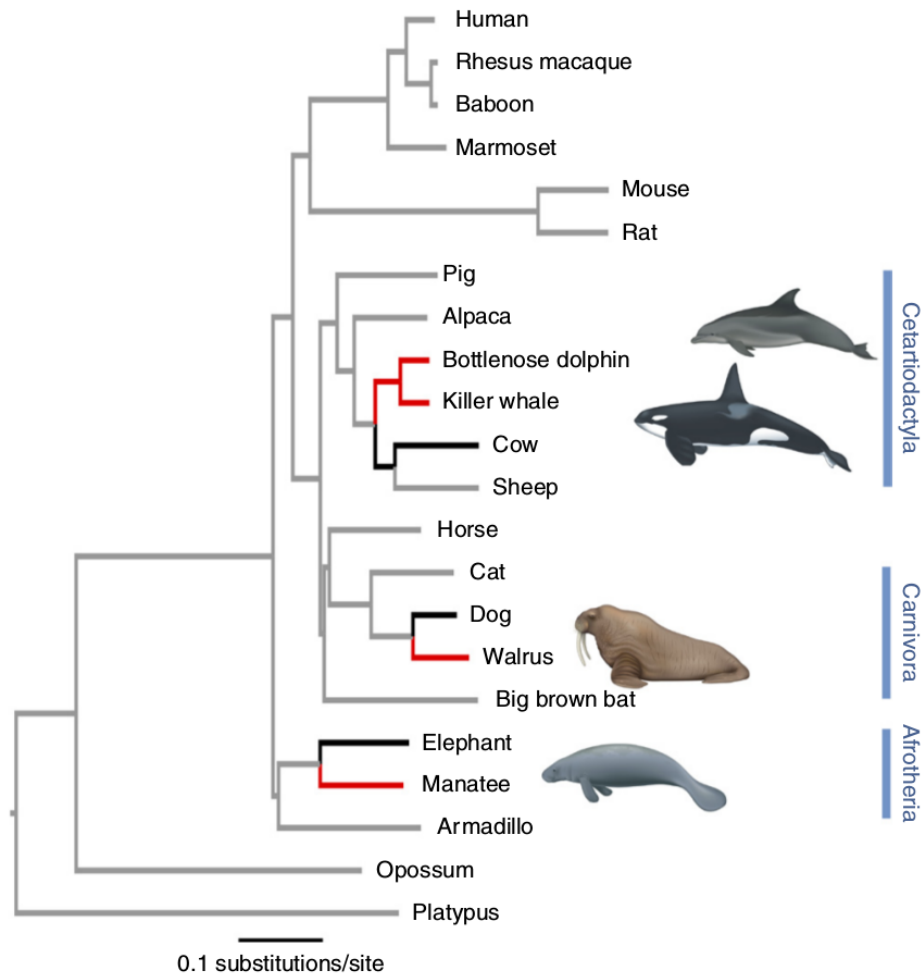 Human
Rhesus macaque
Baboon
Marmoset
Mouse
Rat
Pig
Alpaca
Bottlenose dolphin
Killer whale
Cow
Sheep
Cetartiodactyla
Horse
Cat
Dog
Walrus
Big brown bat
Carnivora
Elephant
Manatee
Armadillo
Afrotheria
Opossum
Platypus
0.1 substitutions/site